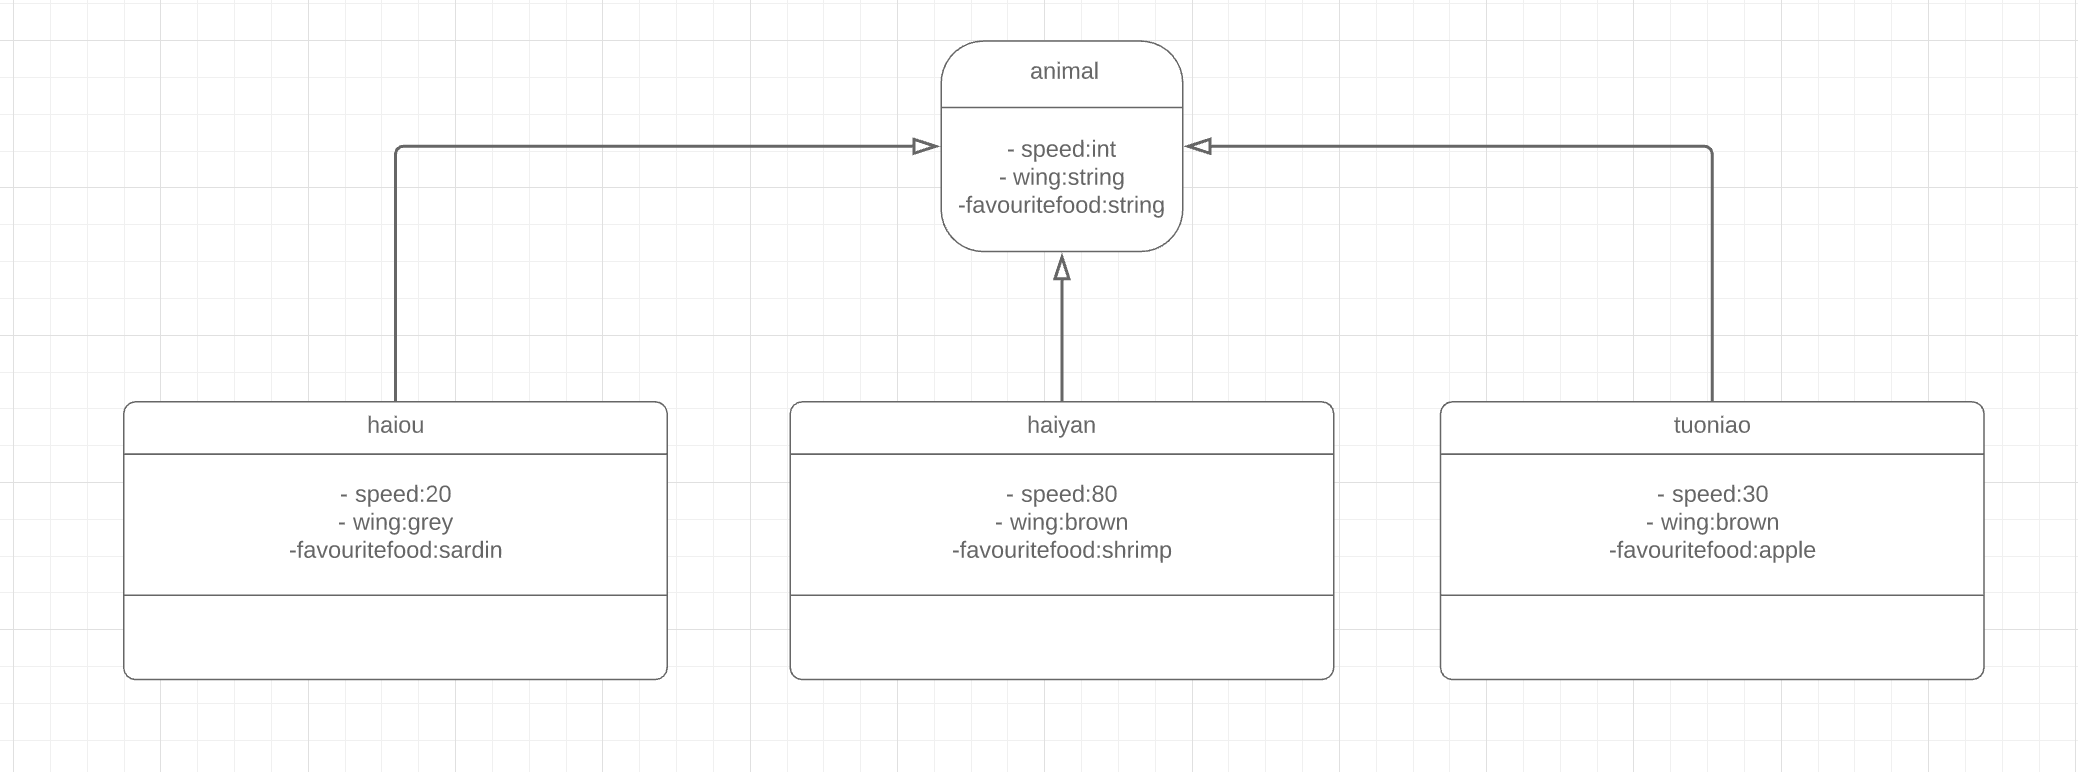 animal
- speed:int
- wing:string
-favouritefood:string
haiou
- speed:20
- wing:grey
-favouritefood:sardin
haiyan
- speed:80
- wing:brown
-favouritefood:shrimp
tuoniao
- speed:30
- wing:brown
-favouritefood:apple